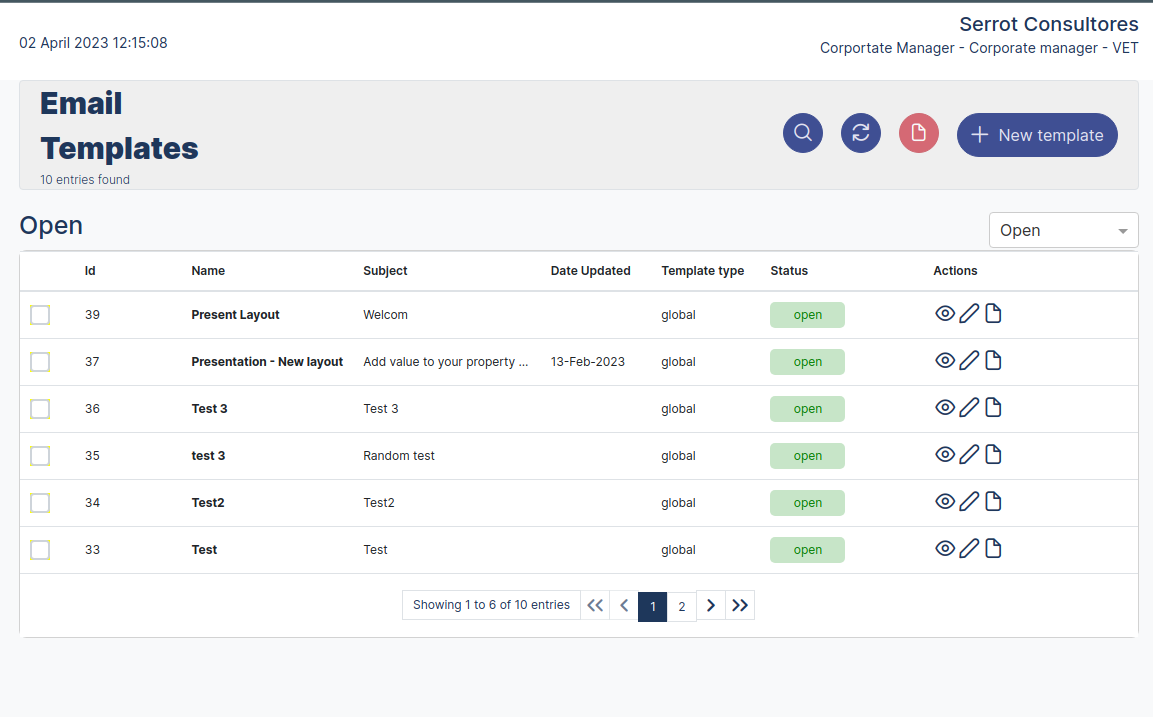 Serrot Consultores
02 April 2023 12:15:08
Corportate Manager - Corporate manager - VET
Email
Templates
10 entries found
New template
Open
Open
Id Name Subject Date Updated Template type Status Actions
39 Present Layout Welcom global open
37 Presentation - New layout Add value to your property ... 13-Feb-2023 global open
36 Test 3 Test 3 global open
35 test 3 Random test global open
34 Test2 Test2 global open
33 Test Test global open
Showing 1 to 6 of 10 entries 1 2